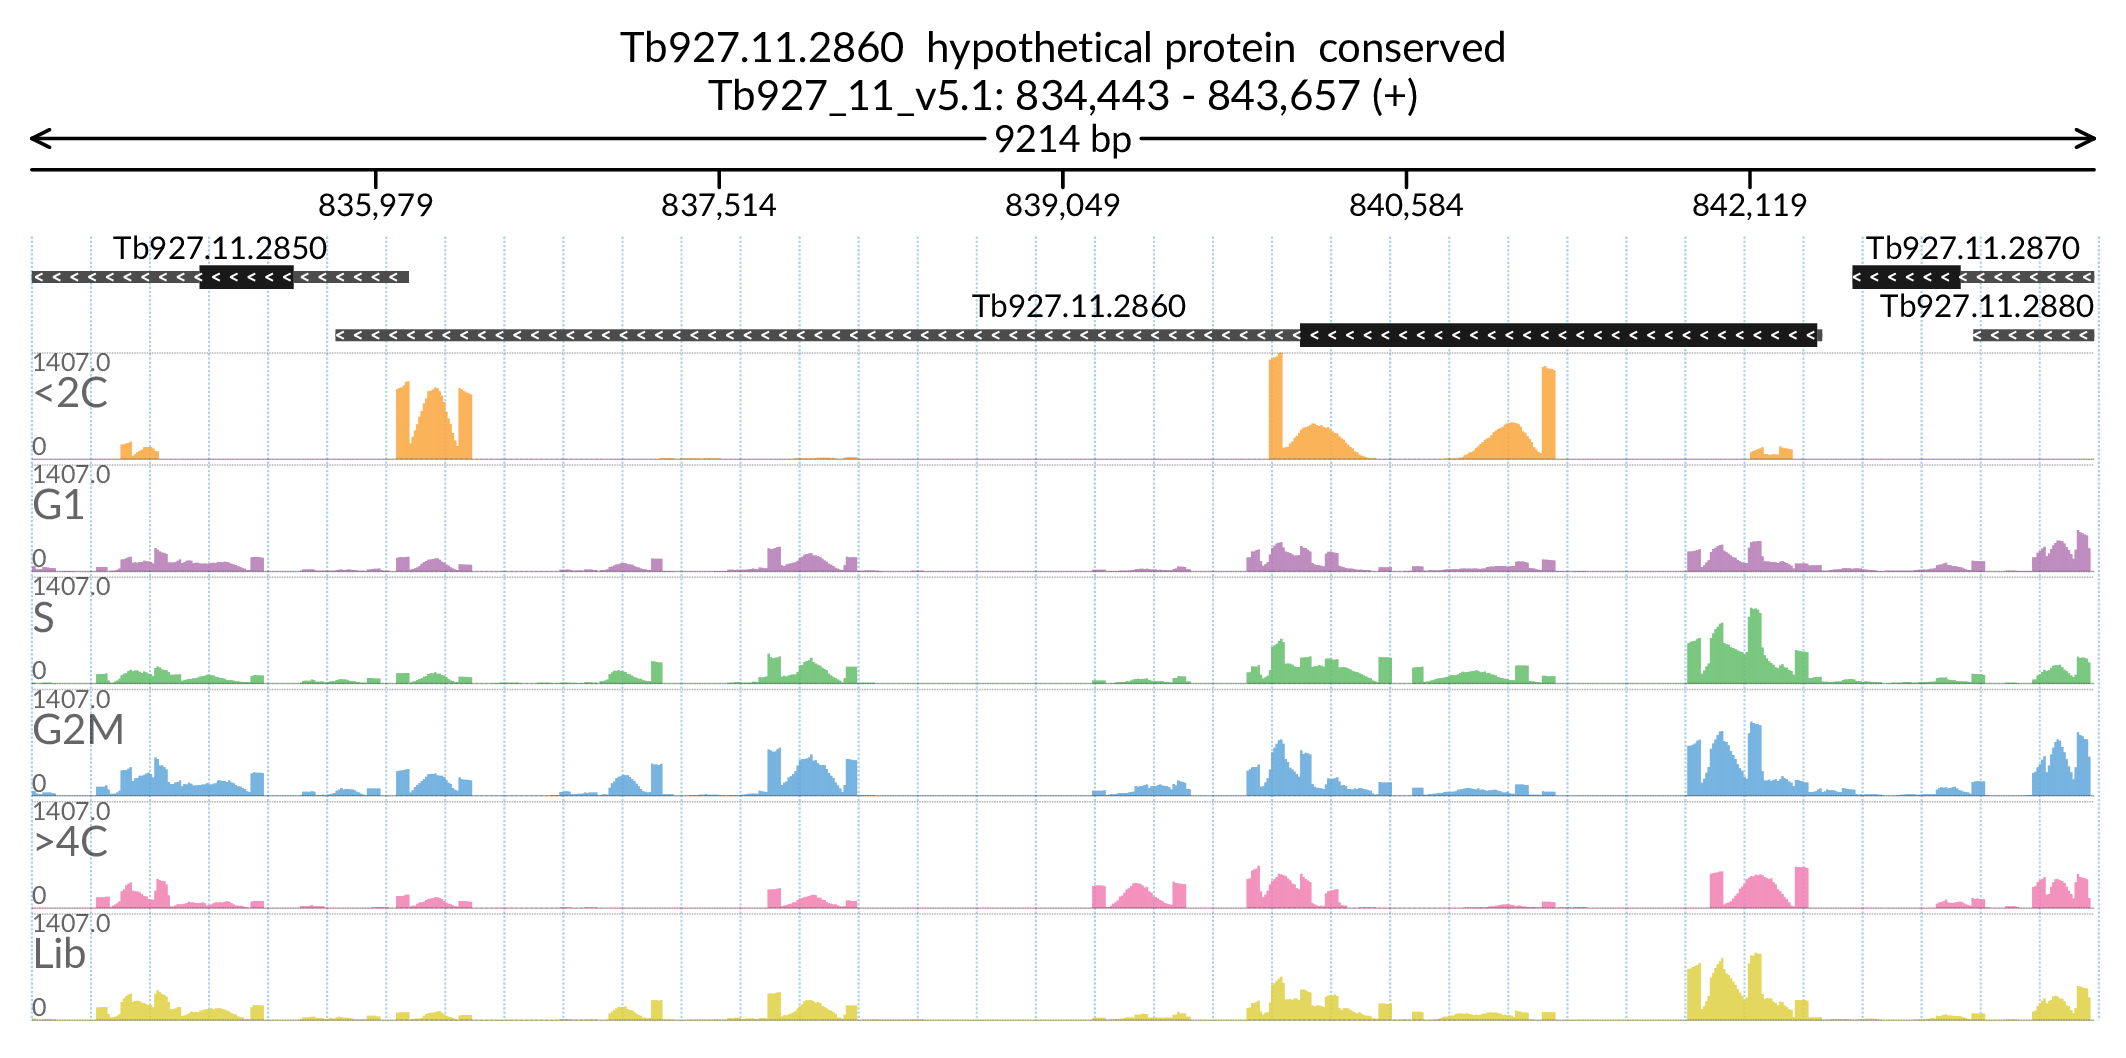 Tb927.11.2860 hypothetical protein conserved
Tb927_11_v5.1: 834,443 - 843,657 (+)
9214 bp
835,979 837,514 839,049 840,584 842,119
Tb927.11.2850 Tb927.11.2870
Tb927.11.2860 Tb927.11.2880
1407.0
<2C
0
1407.0
G1
0
1407.0
S
0
1407.0
G2M
0
1407.0
>4C
0
1407.0
Lib
0